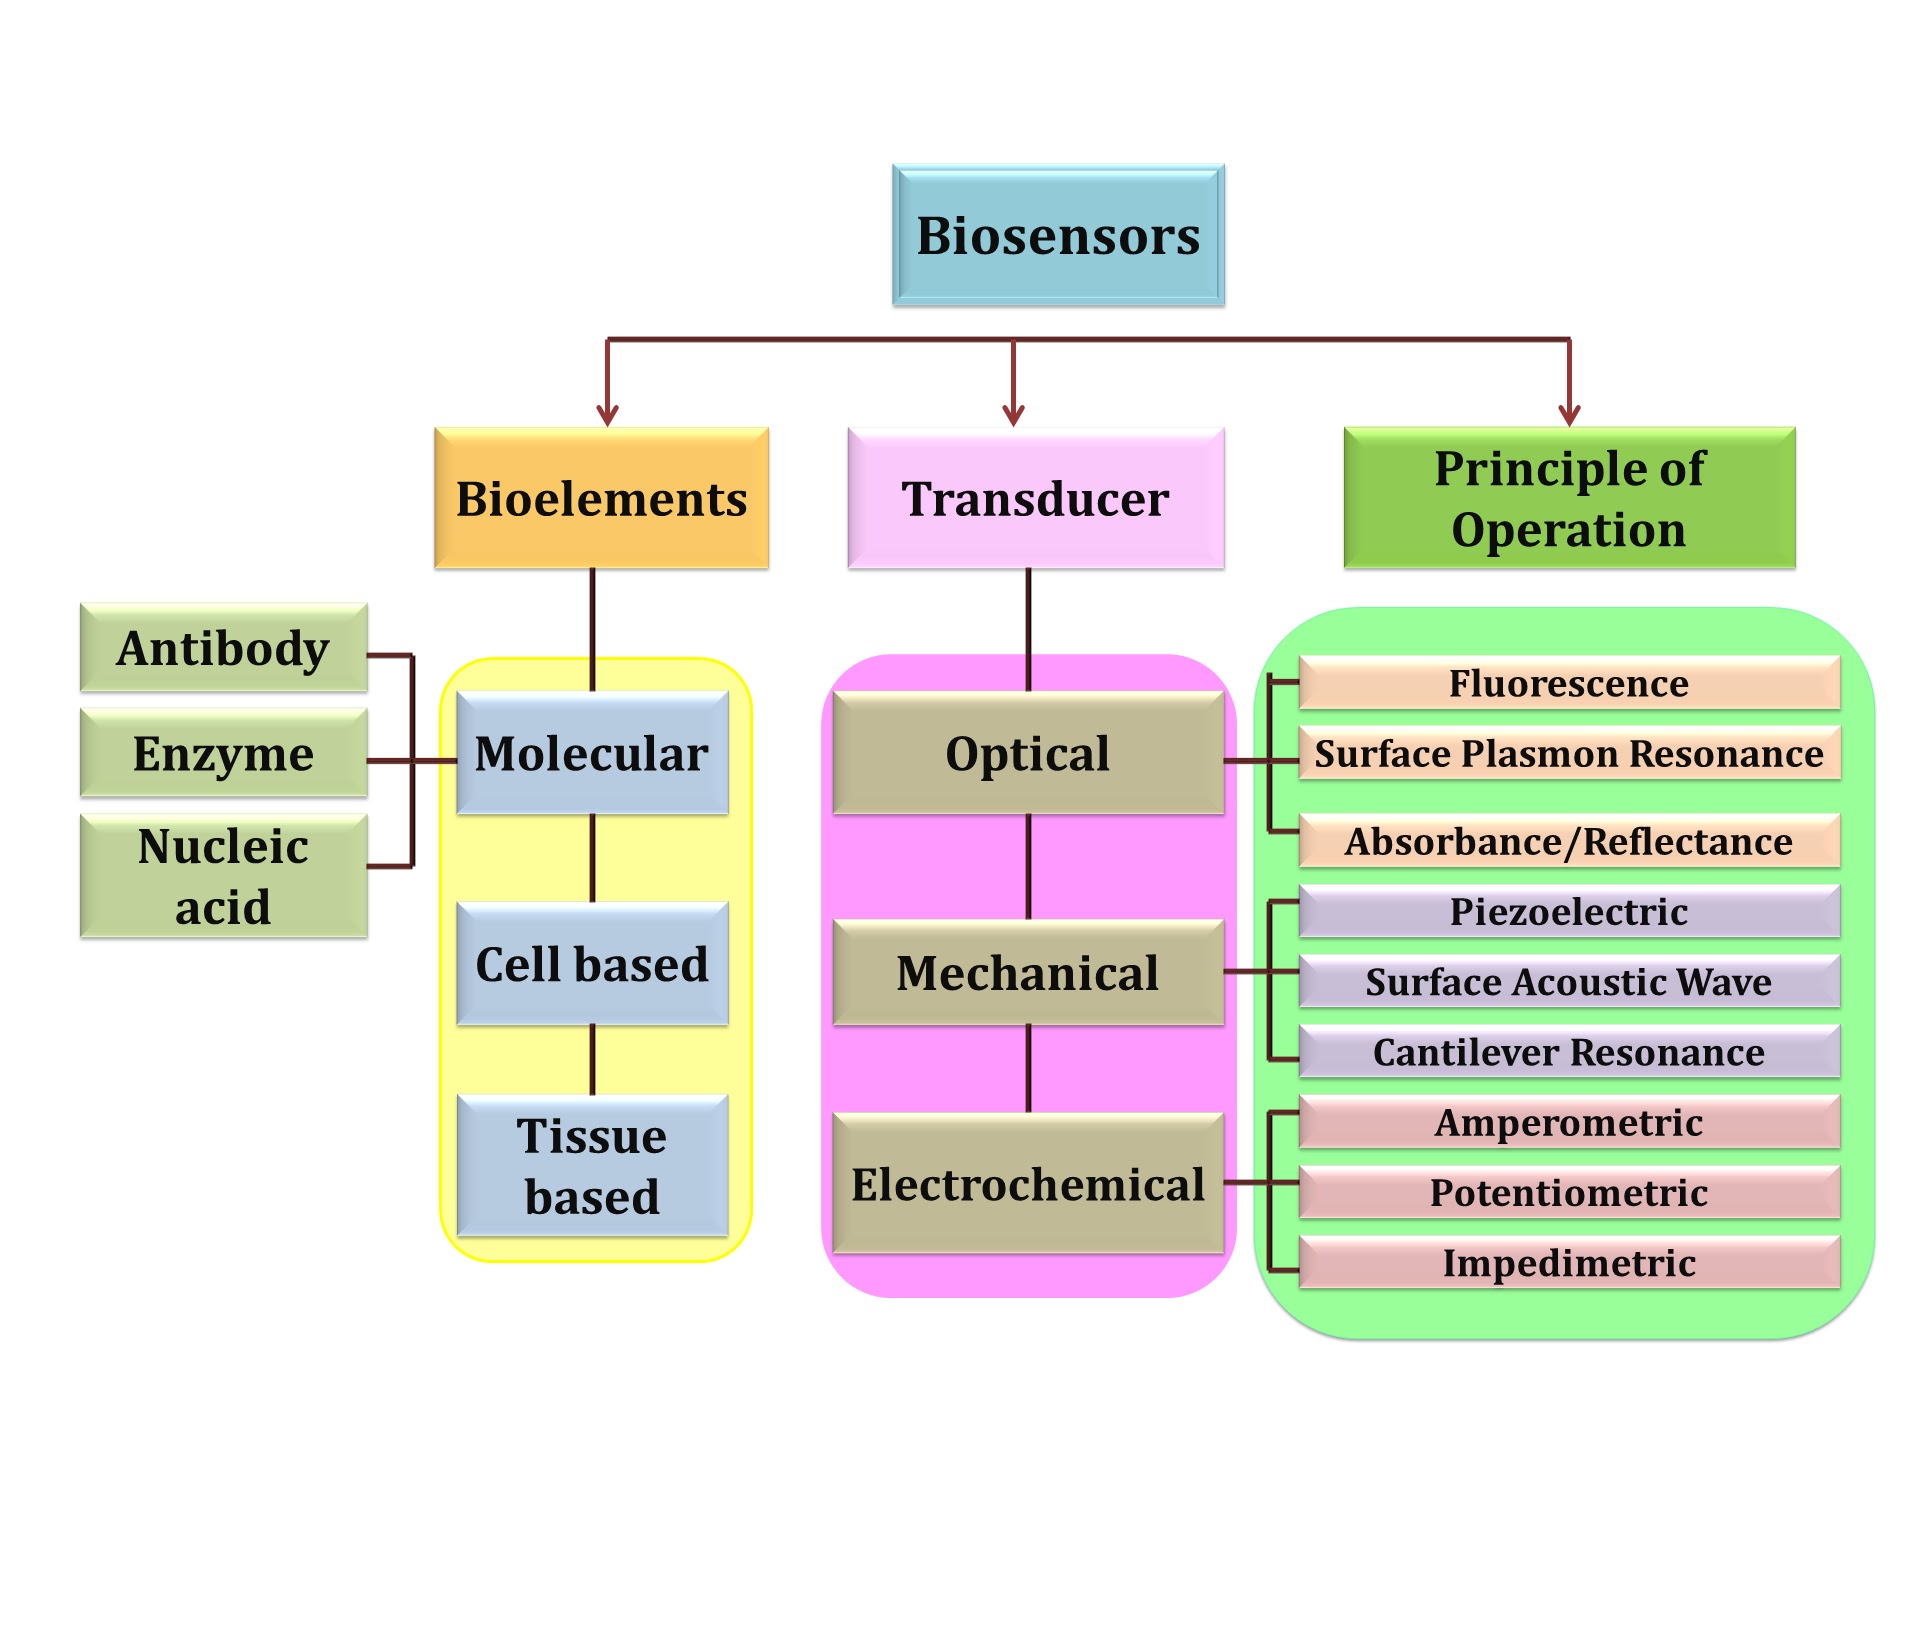 Biosensors
Bioelements
Transducer
Principle of
Operation
Antibody
Enzyme
Nucleic
acid
Molecular
Cell based
Tissue
based
Optical
Mechanical
Electrochemical
Fluorescence
Surface Plasmon Resonance
Absorbance/Reflectance
Piezoelectric
Surface Acoustic Wave
Cantilever Resonance
Amperometric
Potentiometric
Impedimetric